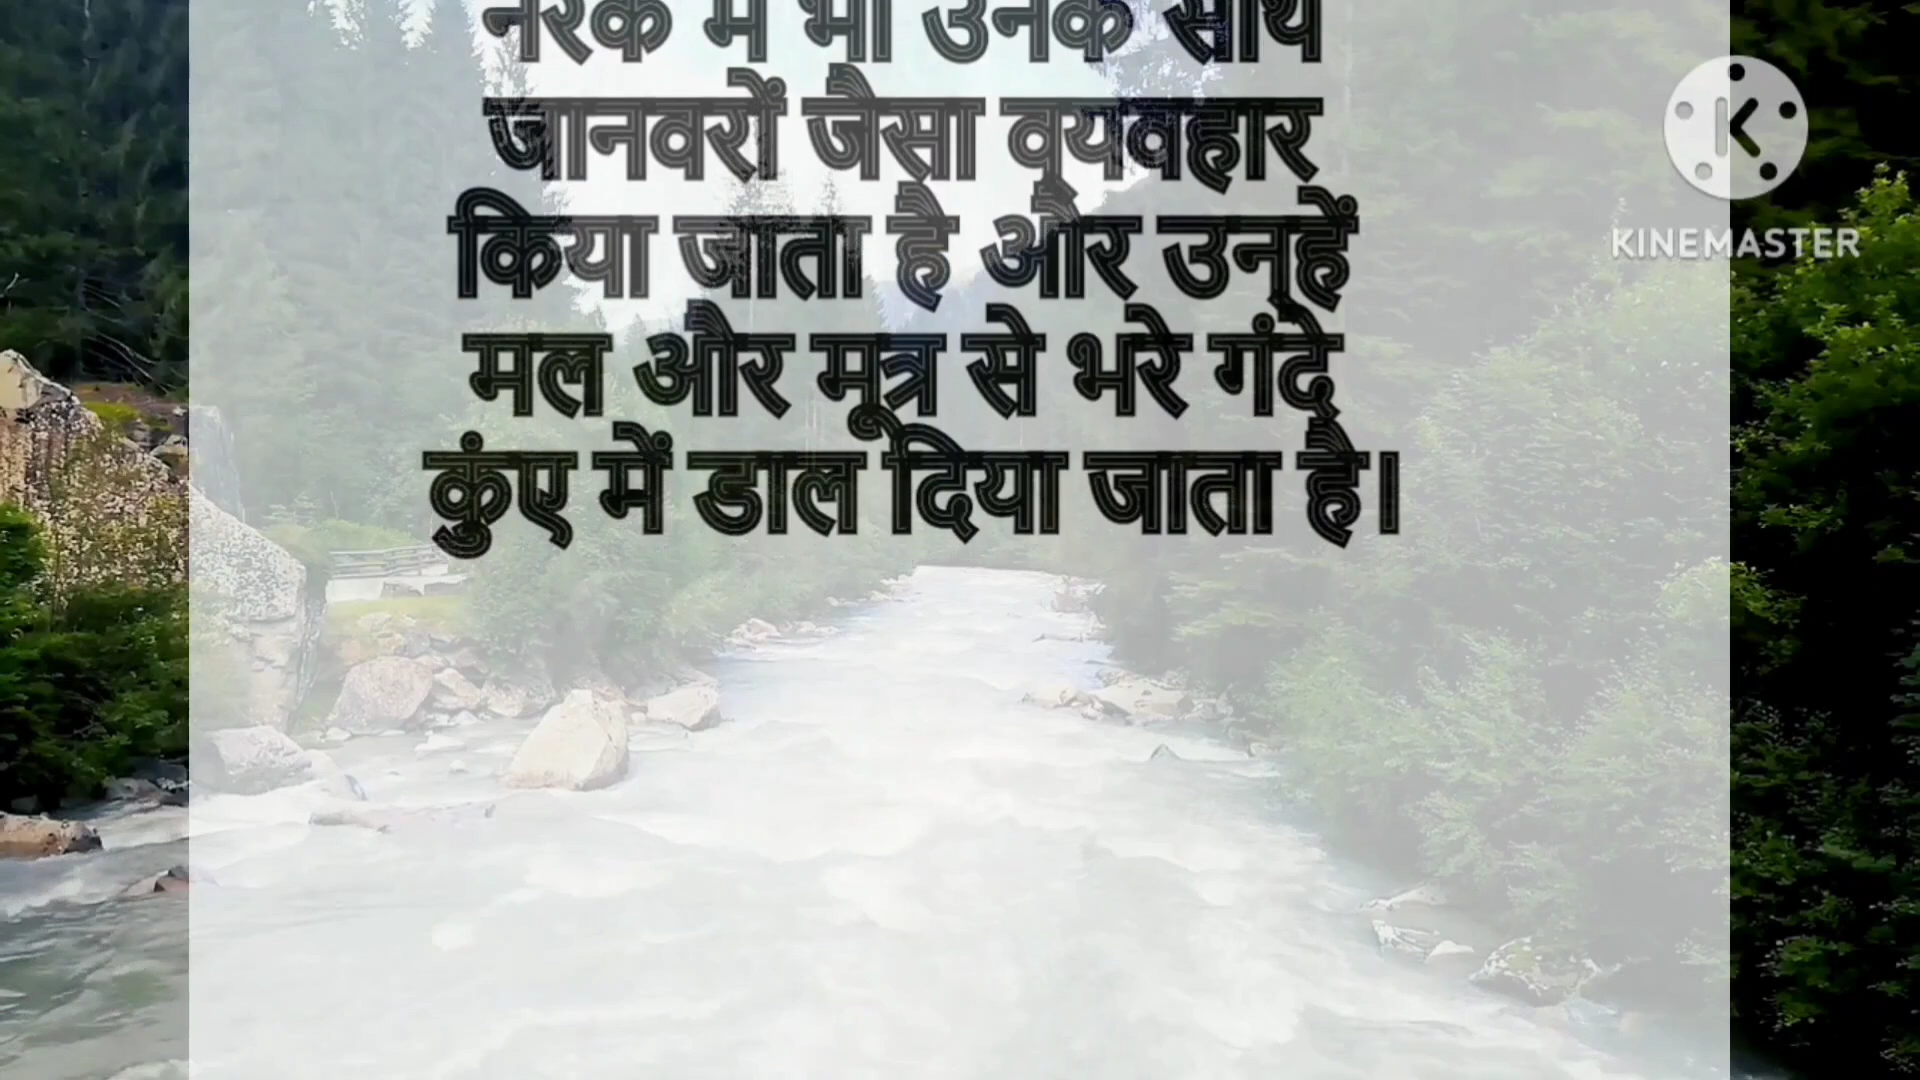 नरक में भी उनके साथ
जानवरों जैसा व्यवहार
किया जाता है और उन्हें
मल और मूत्र से भरे गंदे
कुंए में डाल दिया जाता है।
KINEMASTER